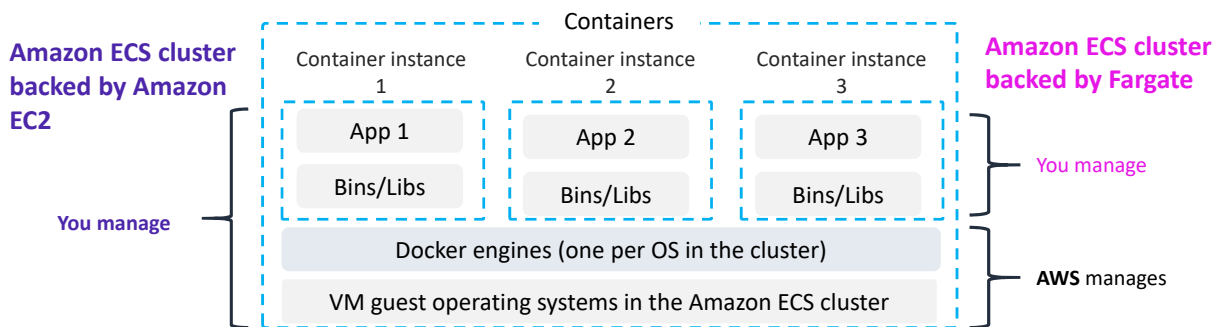 Containers
Amazon ECS cluster
backed by Amazon
EC2
Container instance
1
Container instance
2
Container instance
3
Amazon ECS cluster
backed by Fargate
App 1
App 2
App 3
Bins/Libs
Bins/Libs
Bins/Libs
You manage
You manage
Docker engines (one per OS in the cluster)
VM guest operating systems in the Amazon ECS cluster
AWS manages